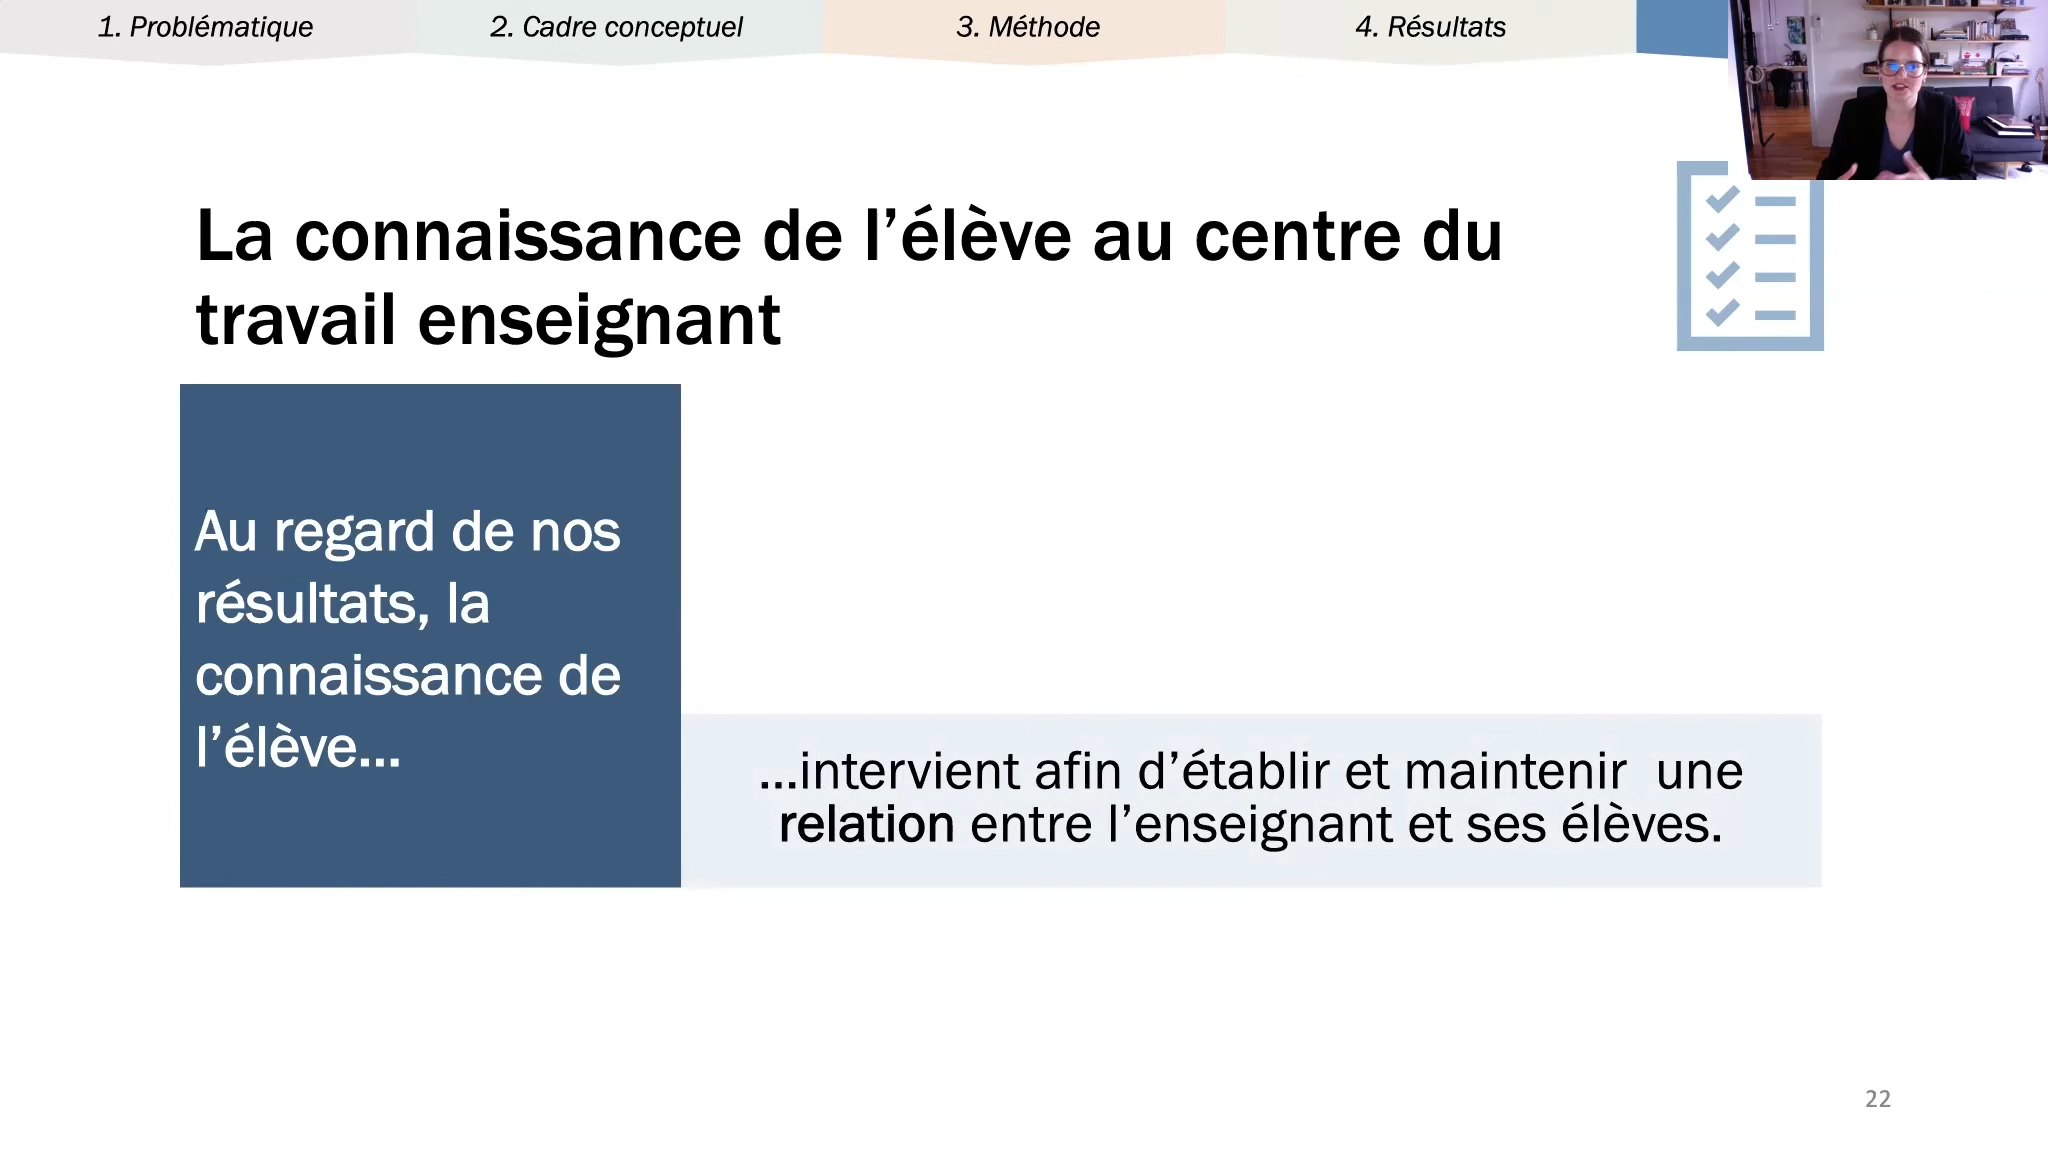 1. Problématique
2. Cadre conceptuel
3. Méthode
4. Résultats
La connaissance de l’élève au centre du
travail enseignant
Au regard de nos
résultats, la
connaissance de
l’élève…
…intervient afin d’établir et maintenir  une
relation entre l’enseignant et ses élèves.
22